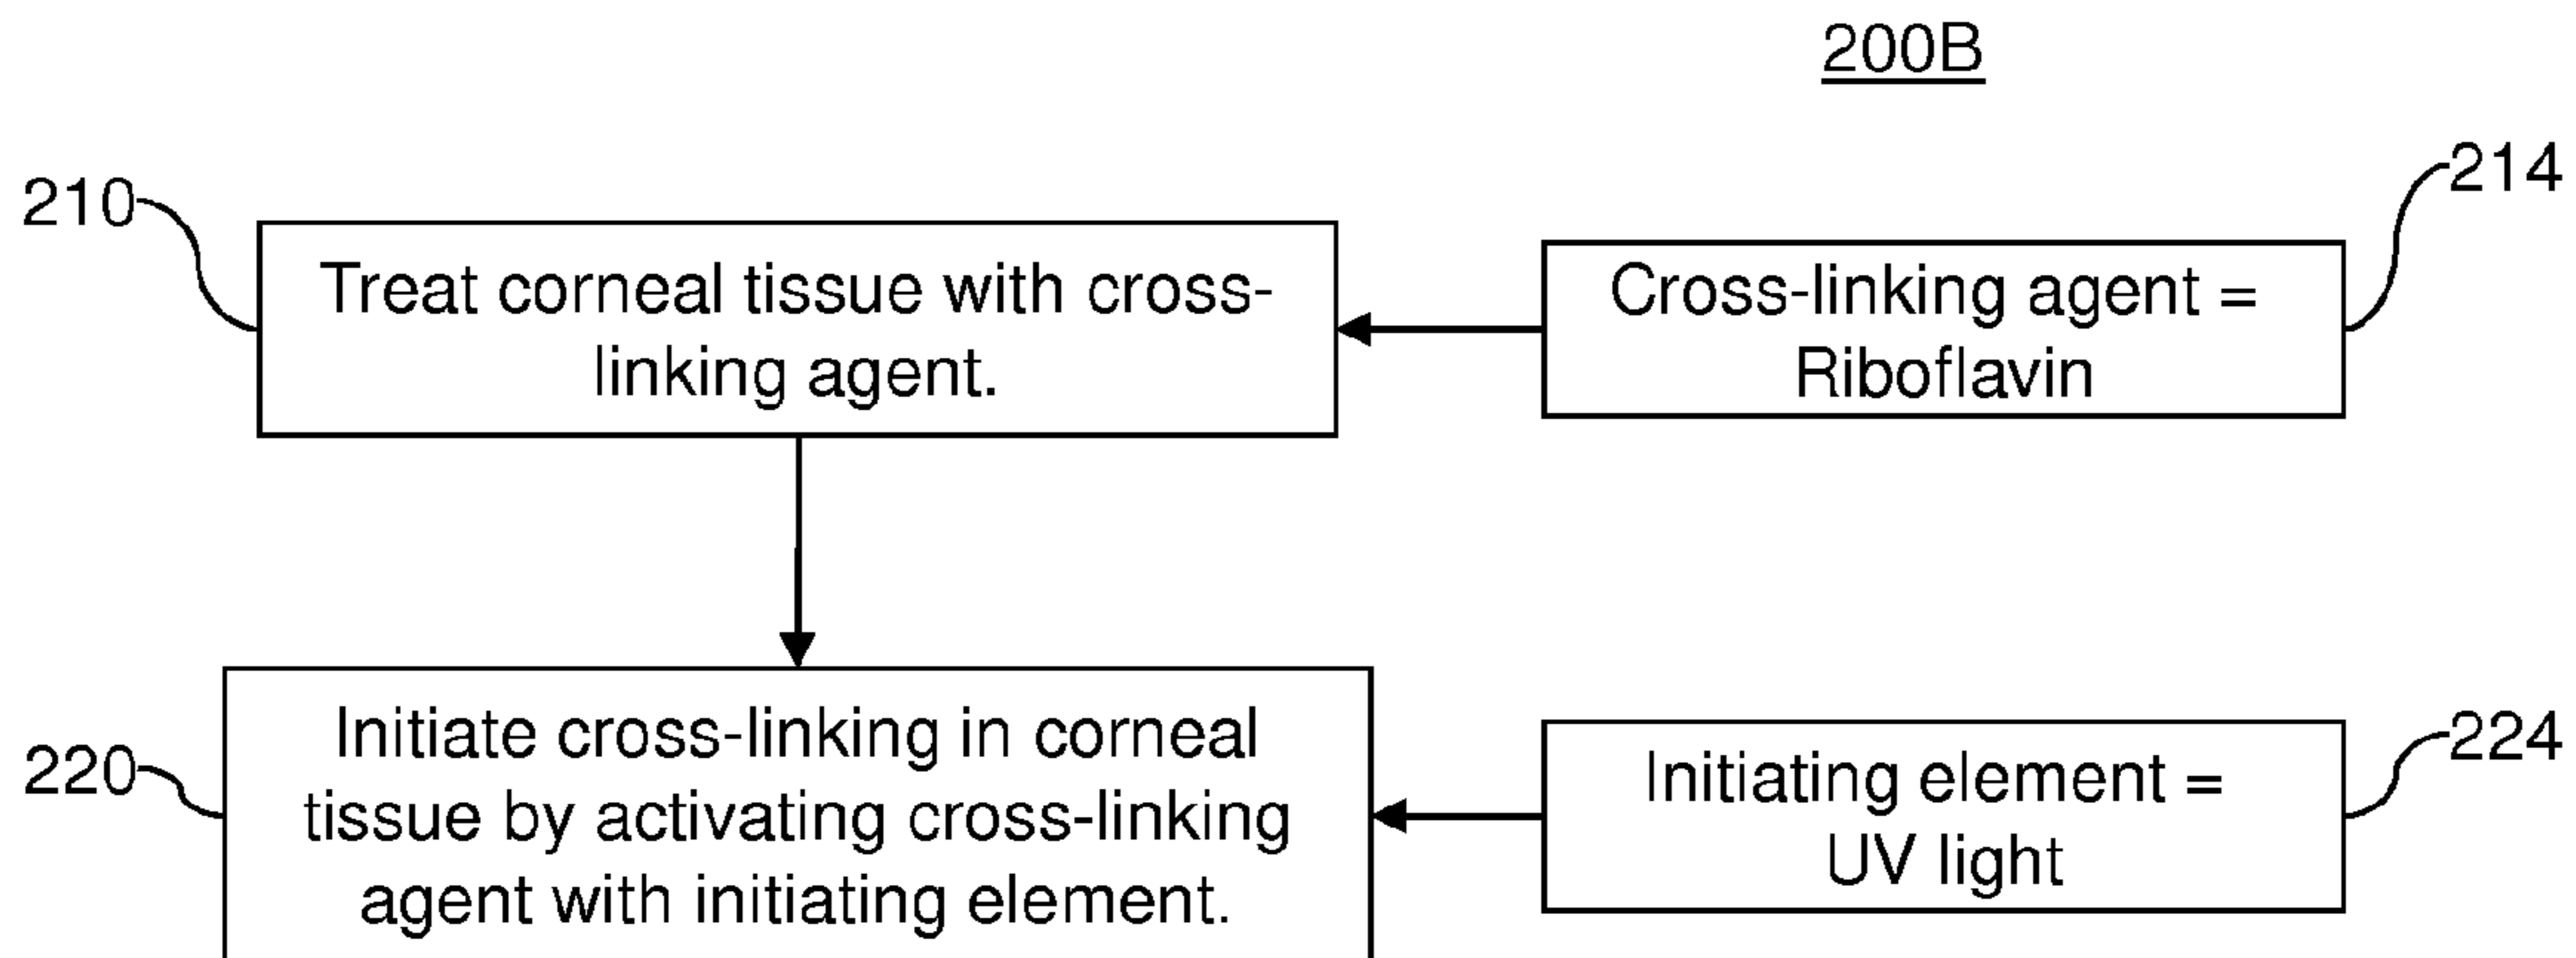 200B
210
214
Treat corneal tissue with cross-
linking agent.
Cross-linking agent =
Riboflavin
220
224
Initiate cross-linking in corneal
tissue by activating cross-linking
agent with initiating element.
Initiating element =
UV light